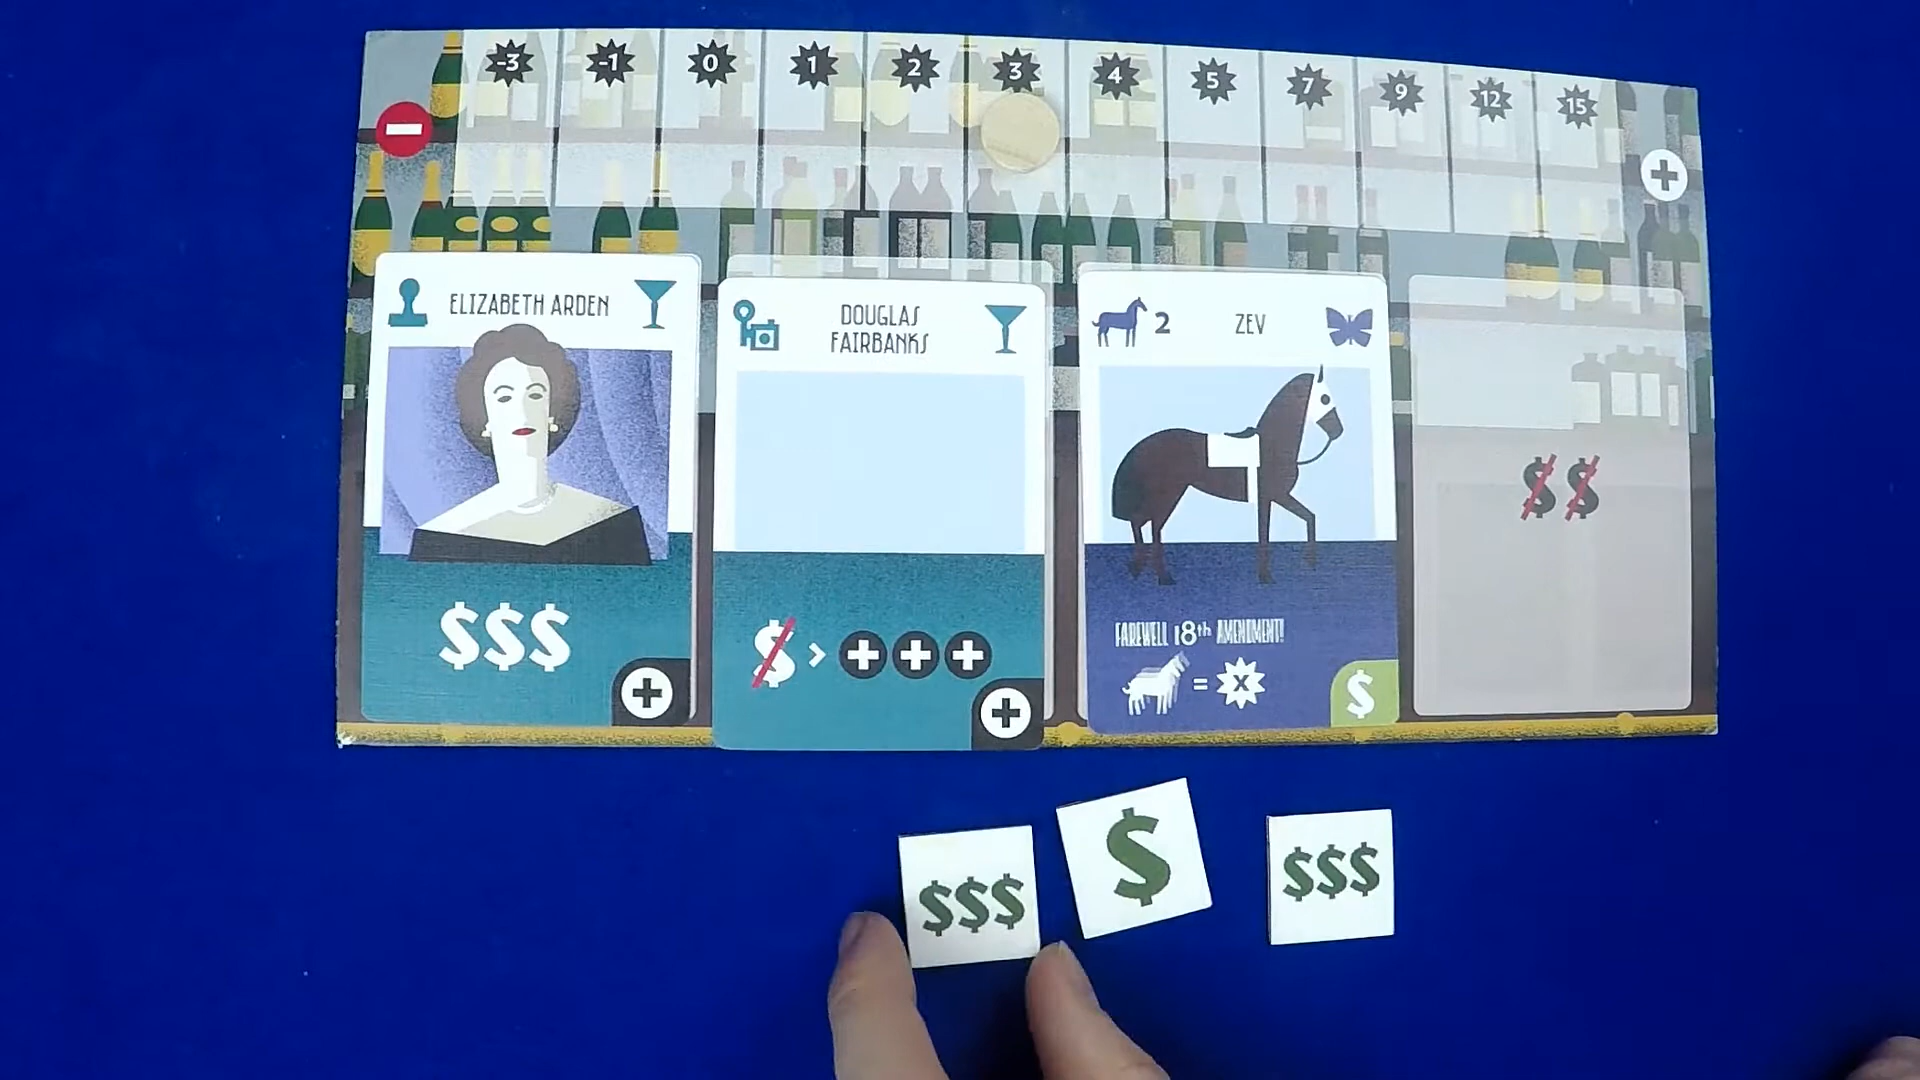 -3 -1 0 1 2 3 4 5 7 9 12 15
ELIZABETH ARDEN
$$$
DOUGLAS
FAIRBANKS
$ > + + +
2 ZEV
FAREWELL 18th AMENDMENT!
= X
$
$$
$$$
$
$$$